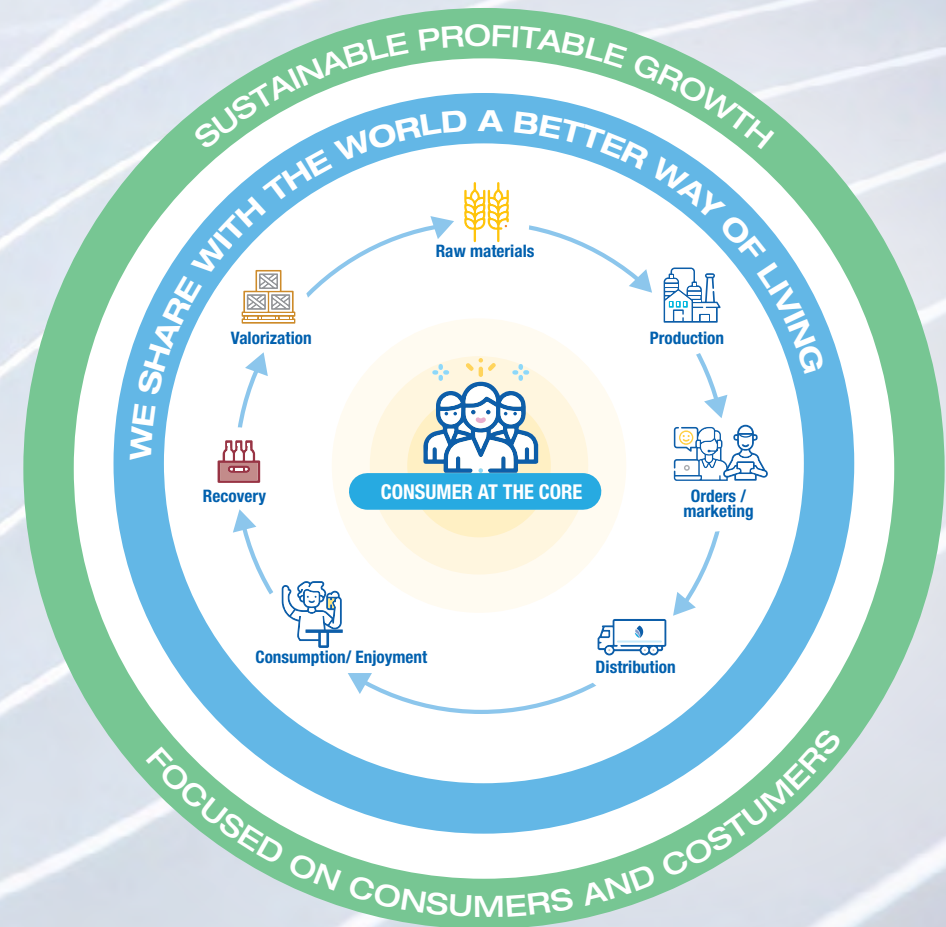 SUSTAINABLE PROFITABLE GROWTH
WE SHARE WITH THE WORLD A BETTER WAY OF LIVING
Raw materials
Production
Orders /
marketing
Distribution
Consumption/ Enjoyment
Recovery
Valorization
CONSUMER AT THE CORE
FOCUSED ON CONSUMERS AND COSTUMERS